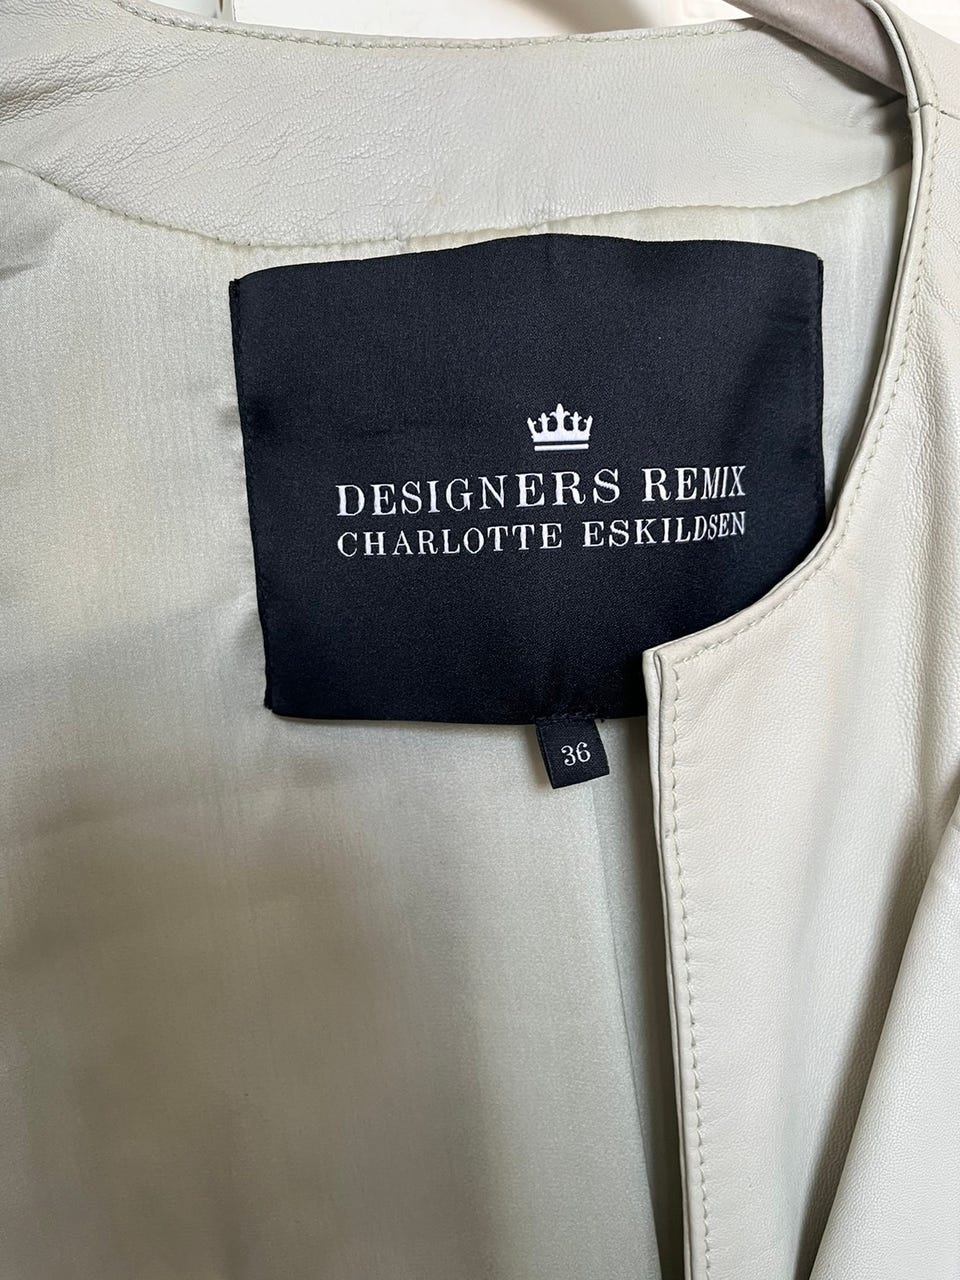 DESIGNERS REMIX
CHARLOTTE ESKILDSEN
36